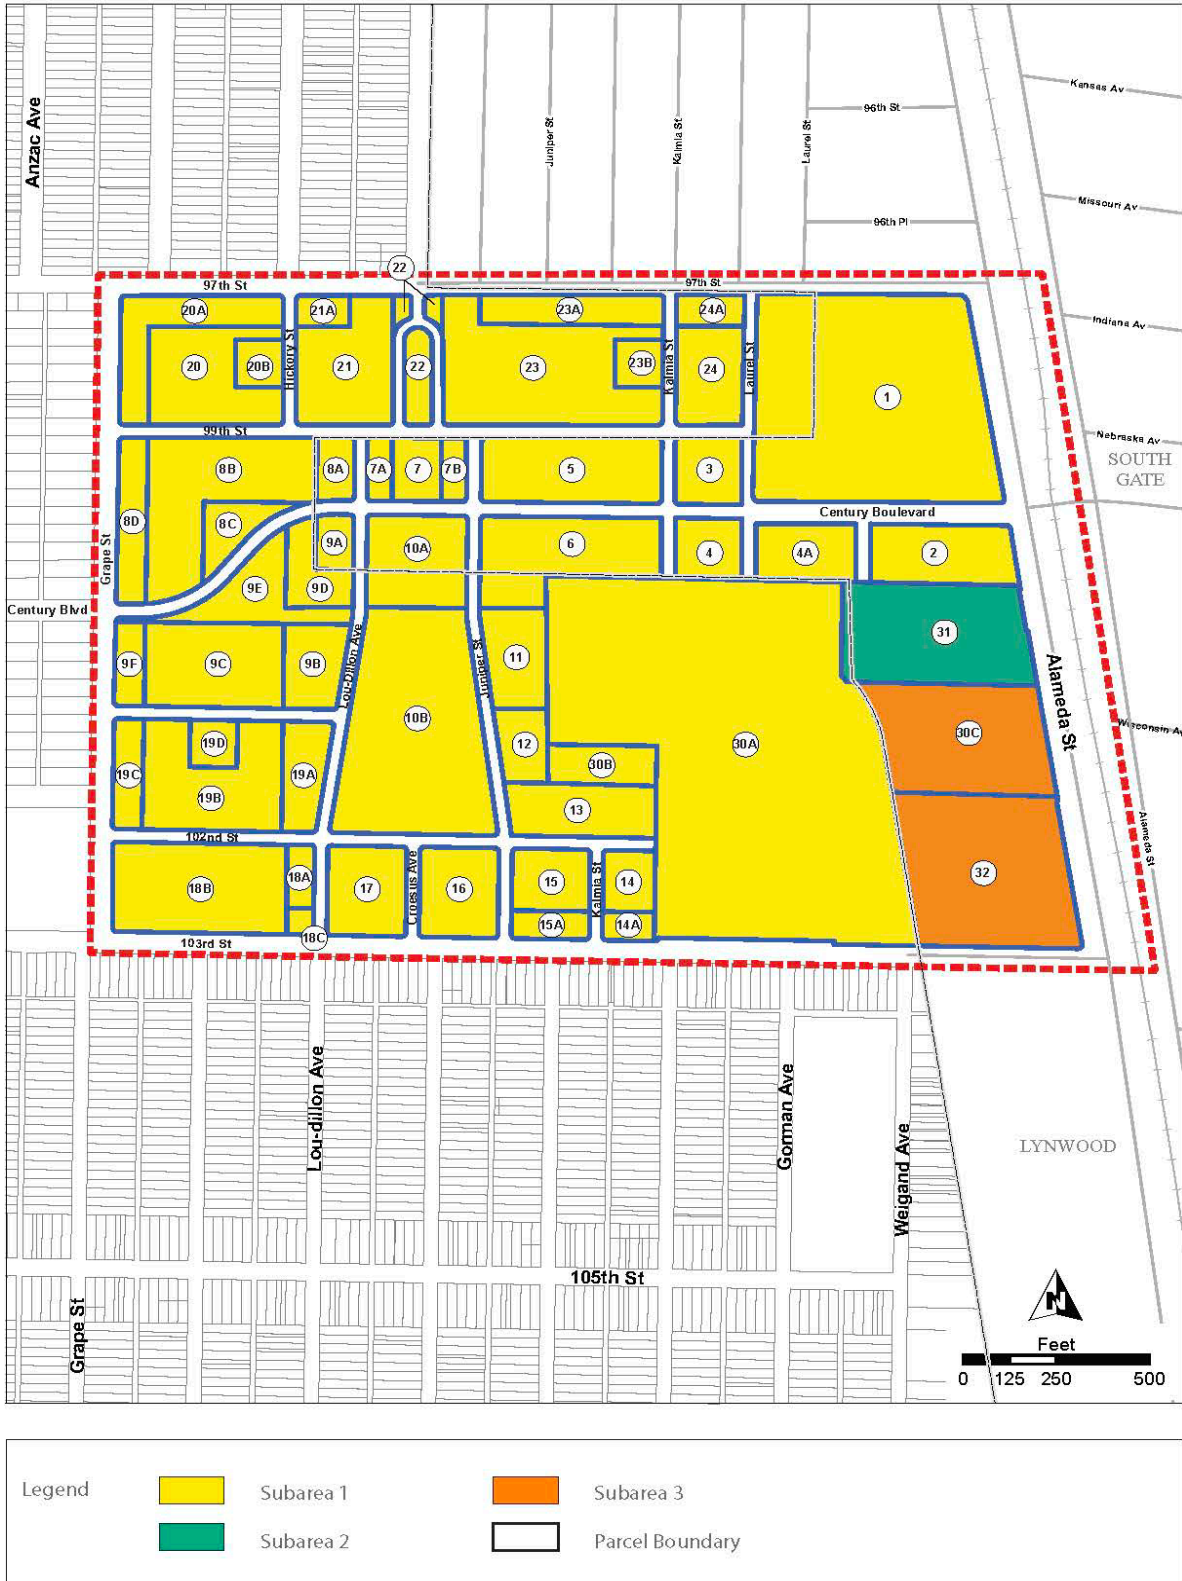 Anzac Ave
Juniper St
Kalmia St
Laurel St
96th St
96th Pl
Kansas Av
Missouri Av
Indiana Av
Nebraska Av
SOUTH
GATE
22
97th St
97th St
20A
21A
23A
24A
20
20B
Hickory St
21
22
23
23B
Kalmia St
24
Laurel St
1
99th St
8B
8A
7A
7
7B
5
3
8D
8C
Century Boulevard
9A
10A
6
4
4A
2
Grape St
9E
9D
Century Blvd
31
9F
9C
9B
Lou-Dillon Ave
Juniper St
11
Alameda St
10B
12
30A
30C
Wisconsin Av
19D
19C
19B
19A
30B
13
102nd St
Alameda St
18B
18A
17
Croesus Ave
16
15
Kalmia St
14
32
15A
14A
18C
103rd St
Lou-dillon Ave
Gorman Ave
Weigand Ave
LYNWOOD
105th St
Grape St
N
Feet
0 125 250 500
Legend
Subarea 1
Subarea 3
Subarea 2
Parcel Boundary